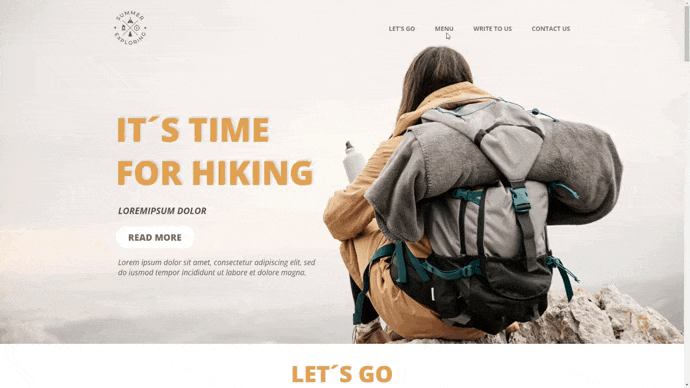 SUMMER
EXPLORING
LET'S GO
MENU
WRITE TO US
CONTACT US
IT´S TIME
FOR HIKING
LOREMIPSUM DOLOR
READ MORE
Lorem ipsum dolor sit amet, consectetur adipiscing elit, sed
do iusmod tempor incididunt ut labore et dolore magna.
LET´S GO